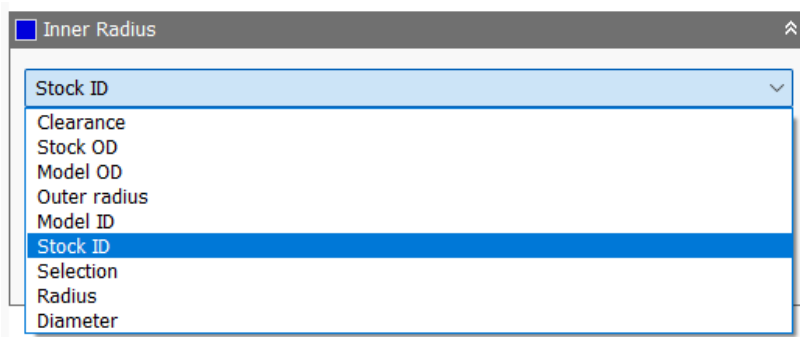 Inner Radius
Stock ID
Clearance
Stock OD
Model OD
Outer radius
Model ID
Stock ID
Selection
Radius
Diameter